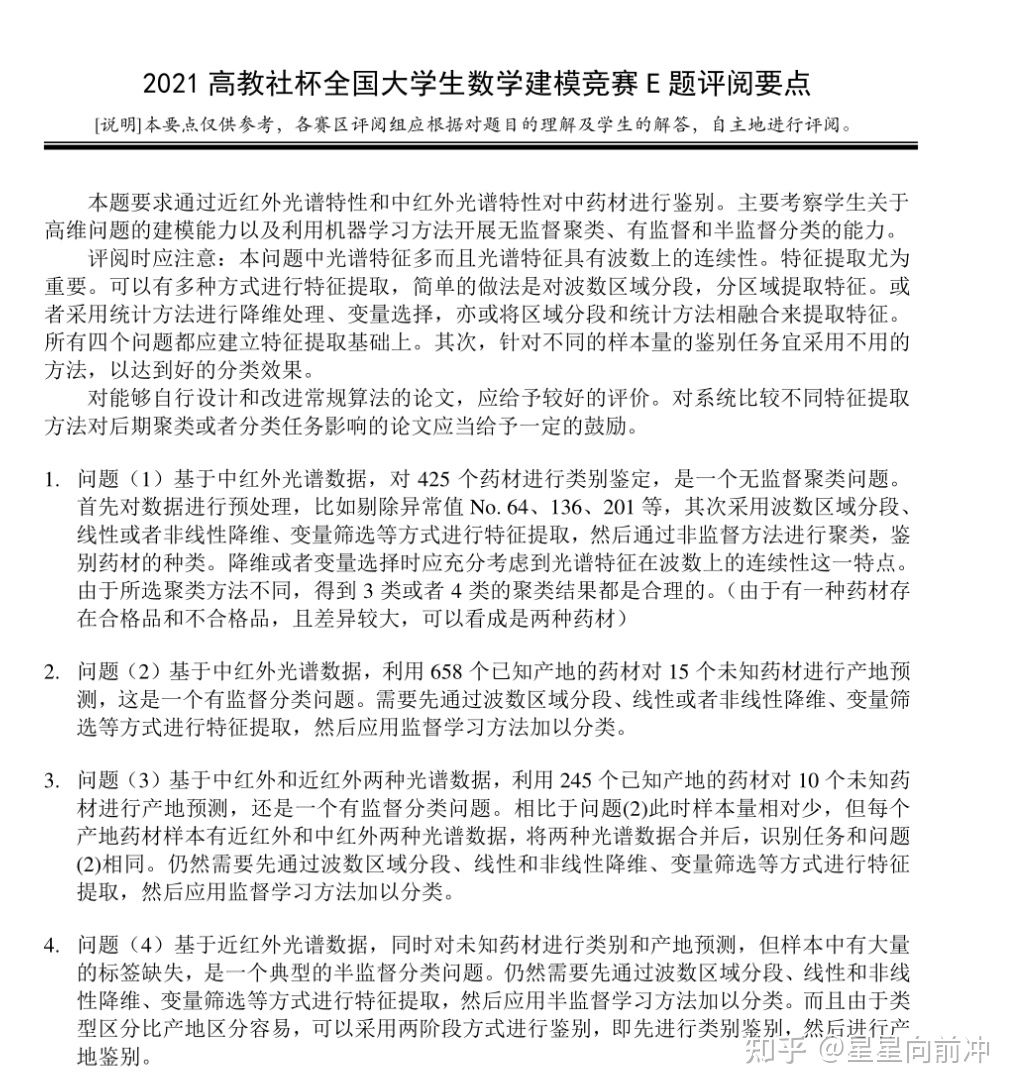 2021 高教社杯全国大学生数学建模竞赛 E 题评阅要点
[说明]本要点仅供参考，各赛区评阅组应根据对题目的理解及学生的解答，自主地进行评阅。
本题要求通过近红外光谱特性和中红外光谱特性对中药材进行鉴别。主要考察学生关于
高维问题的建模能力以及利用机器学习方法开展无监督聚类、有监督和半监督分类的能力。
评阅时应注意：本问题中光谱特征多而且光谱特征具有波数上的连续性。特征提取尤为
重要。可以有多种方式进行特征提取，简单的做法是对波数区域分段，分区域提取特征。或
者采用统计方法进行降维处理、变量选择，亦或将区域分段和统计方法相融合来提取特征。
所有四个问题都应建立特征提取基础上。其次，针对不同的样本量的鉴别任务宜采用不用的
方法，以达到好的分类效果。
对能够自行设计和改进常规算法的论文，应给予较好的评价。对系统比较不同特征提取
方法对后期聚类或者分类任务影响的论文应当给予一定的鼓励。
1. 问题（1）基于中红外光谱数据，对 425 个药材进行类别鉴定，是一个无监督聚类问题。
首先对数据进行预处理，比如剔除异常值 No. 64、136、201 等，其次采用波数区域分段、
线性或者非线性降维、变量筛选等方式进行特征提取，然后通过非监督方法进行聚类，鉴
别药材的种类。降维或者变量选择时应充分考虑到光谱特征在波数上的连续性这一特点。
由于所选聚类方法不同，得到 3 类或者 4 类的聚类结果都是合理的。（由于有一种药材存
在合格品和不合格品，且差异较大，可以看成是两种药材）
2. 问题（2）基于中红外光谱数据，利用 658 个已知产地的药材对 15 个未知药材进行产地预
测，这是一个有监督分类问题。需要先通过波数区域分段、线性或者非线性降维、变量筛
选等方式进行特征提取，然后应用监督学习方法加以分类。
3. 问题（3）基于中红外和近红外两种光谱数据，利用 245 个已知产地的药材对 10 个未知药
材进行产地预测，还是一个有监督分类问题。相比于问题(2)此时样本量相对少，但每个
产地药材样本有近红外和中红外两种光谱数据，将两种光谱数据合并后，识别任务和问题
(2)相同。仍然需要先通过波数区域分段、线性和非线性降维、变量筛选等方式进行特征
提取，然后应用监督学习方法加以分类。
4. 问题（4）基于近红外光谱数据，同时对未知药材进行类别和产地预测，但样本中有大量
的标签缺失，是一个典型的半监督分类问题。仍然需要先通过波数区域分段、线性和非线
性降维、变量筛选等方式进行特征提取，然后应用半监督学习方法加以分类。而且由于类
型区分比产地区分容易，可以采用两阶段方式进行鉴别，即先进行类别鉴别，然后进行产
地鉴别。
知乎 @星星向前冲